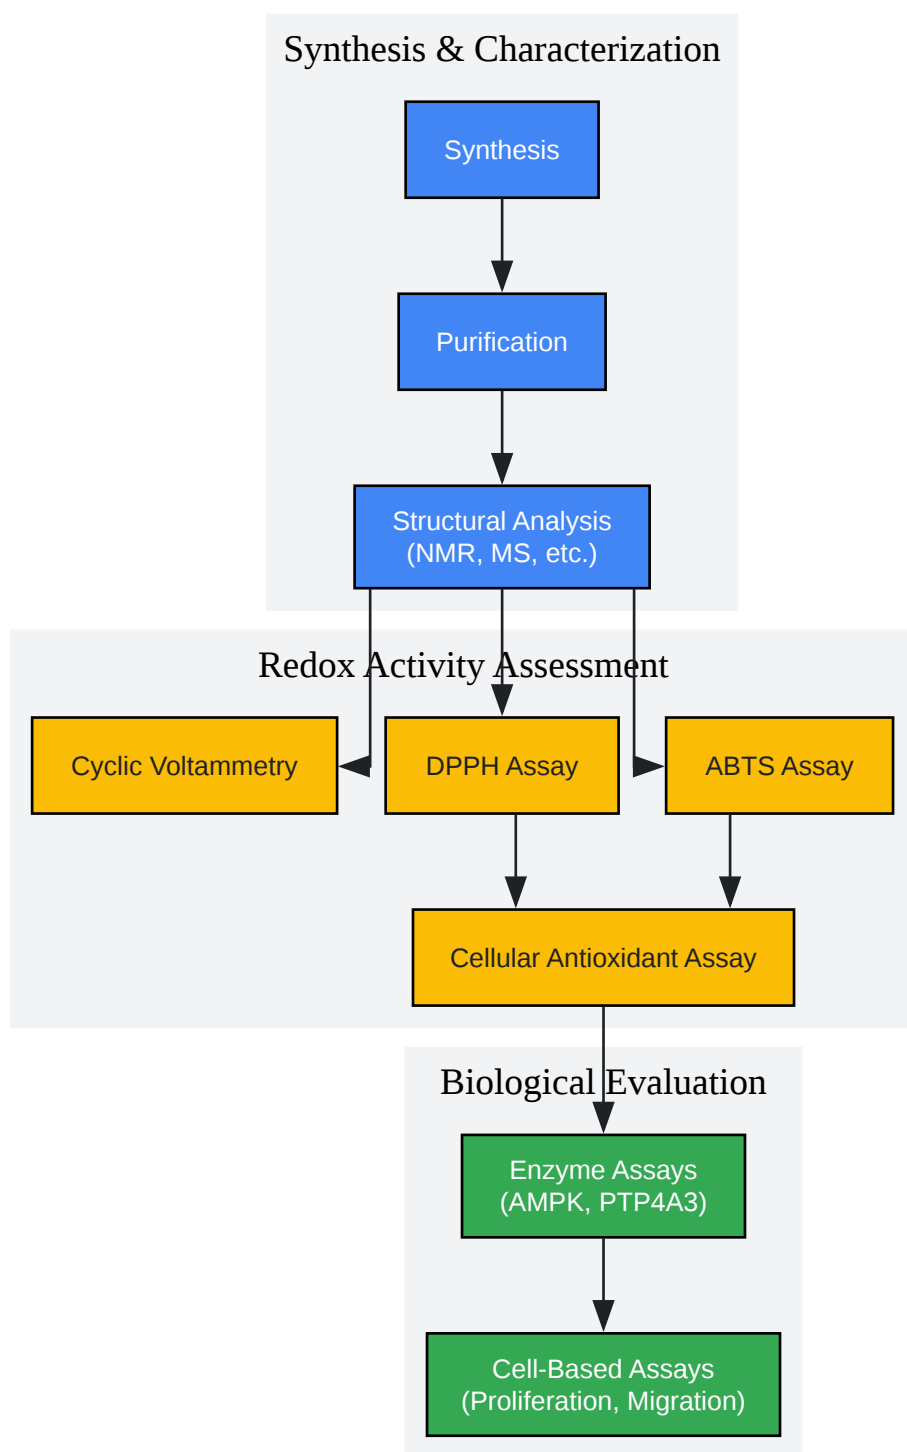 Synthesis & Characterization
Synthesis
Purification
Structural Analysis
(NMR, MS, etc.)
Redox Activity Assessment
Cyclic Voltammetry
DPPH Assay
ABTS Assay
Cellular Antioxidant Assay
Biological Evaluation
Enzyme Assays
(AMPK, PTP4A3)
Cell-Based Assays
(Proliferation, Migration)